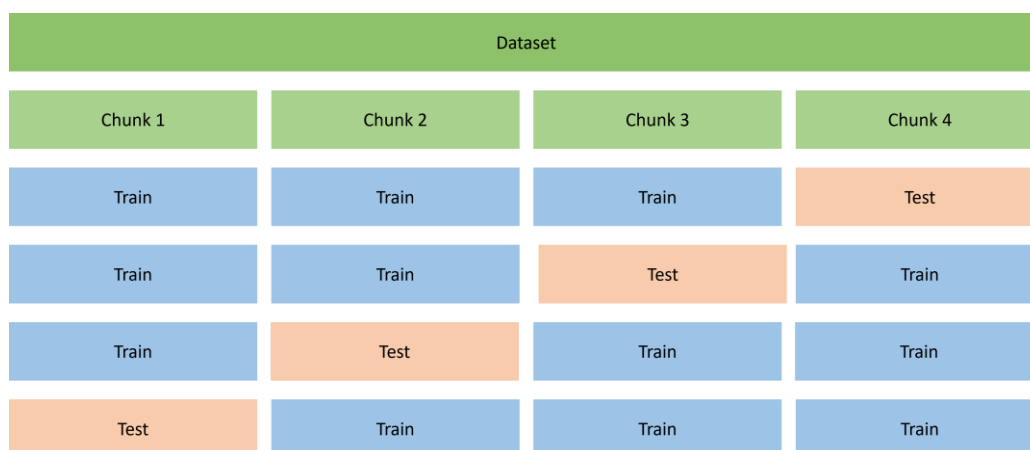 Dataset
Chunk 1 Chunk 2 Chunk 3 Chunk 4
Train Train Train Test
Train Train Test Train
Train Test Train Train
Test Train Train Train